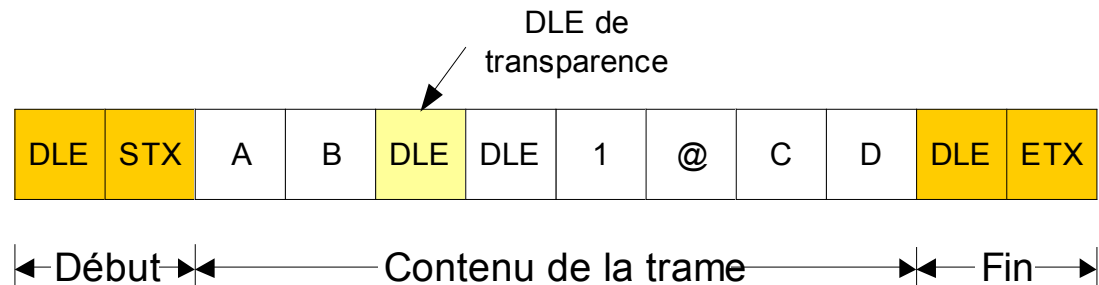 DLE de
transparence
DLE STX A B DLE DLE 1 @ C D DLE ETX
Début Contenu de la trame Fin